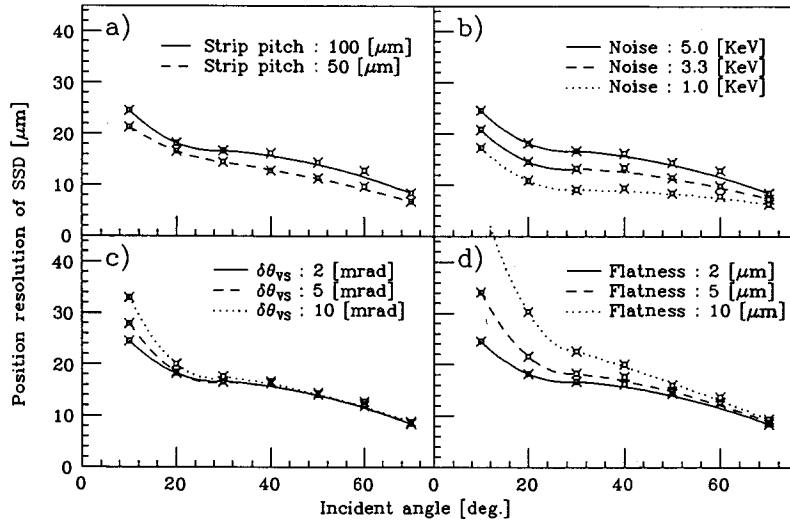 a)
Strip pitch : 100 [μm]
Strip pitch : 50 [μm]
b)
Noise : 5.0 [KeV]
Noise : 3.3 [KeV]
Noise : 1.0 [KeV]
c)
δθVS : 2 [mrad]
δθVS : 5 [mrad]
δθVS : 10 [mrad]
d)
Flatness : 2 [μm]
Flatness : 5 [μm]
Flatness : 10 [μm]
Position resolution of SSD [μm]
40
30
20
10
0
40
30
20
10
0
0 20 40 60 0 20 40 60
Incident angle [deg.]